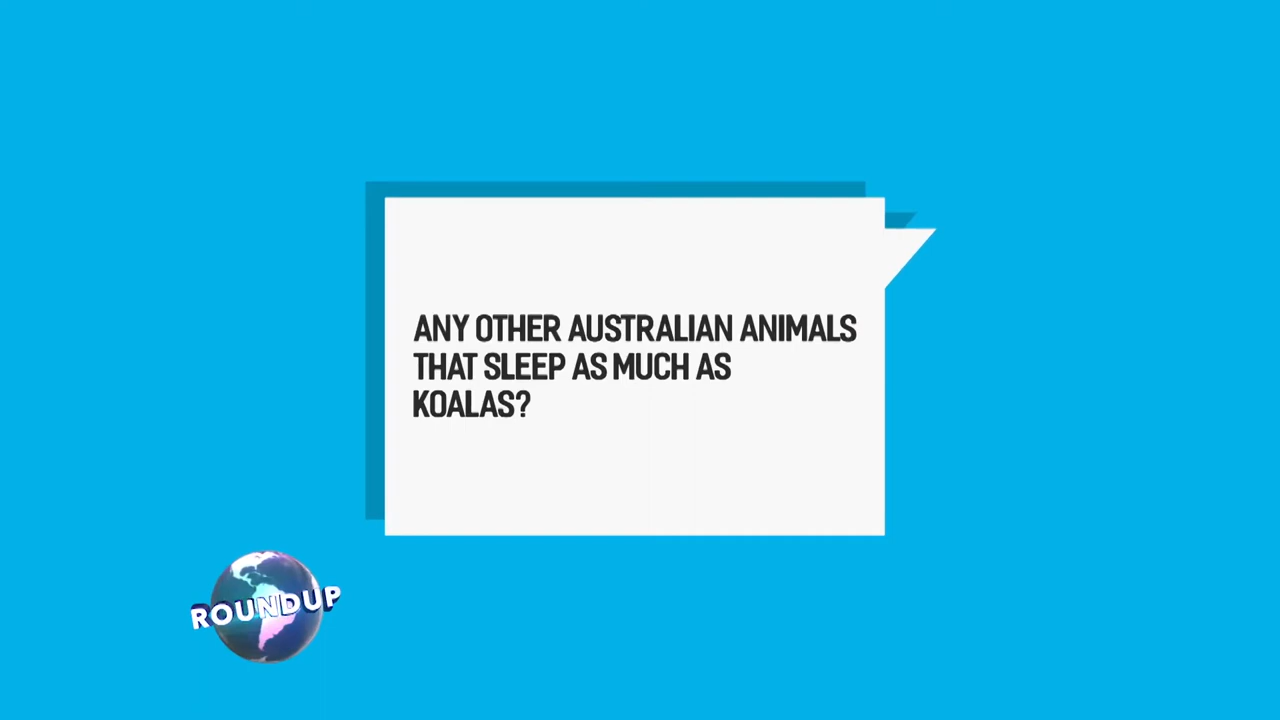 ANY OTHER AUSTRALIAN ANIMALS
THAT SLEEP AS MUCH AS
KOALAS?
ROUNDUP